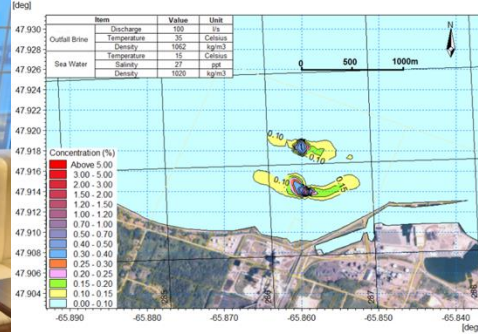 [deg]
Item Value Unit
Outfall Brine Discharge 100 l/s
Temperature 35 Celsius
Density 1062 kg/m3
Sea Water Temperature 15 Celsius
Salinity 27 ppt
Density 1020 kg/m3
N
0 500 1000m
47.930
47.928
47.926
47.924
47.922
47.920
47.918
47.916
47.914
47.912
47.910
47.908
47.906
47.904
0.10
0.10
0.10
0.15
Concentration (%)
Above 5.00
3.00 - 5.00
2.00 - 3.00
1.50 - 2.00
1.20 - 1.50
1.00 - 1.20
0.70 - 1.00
0.50 - 0.70
0.40 - 0.50
0.30 - 0.40
0.25 - 0.30
0.20 - 0.25
0.15 - 0.20
0.10 - 0.15
0.00 - 0.10
265
266
267
-65.890 -65.880 -65.870 -65.860 -65.850 -65.840
[deg